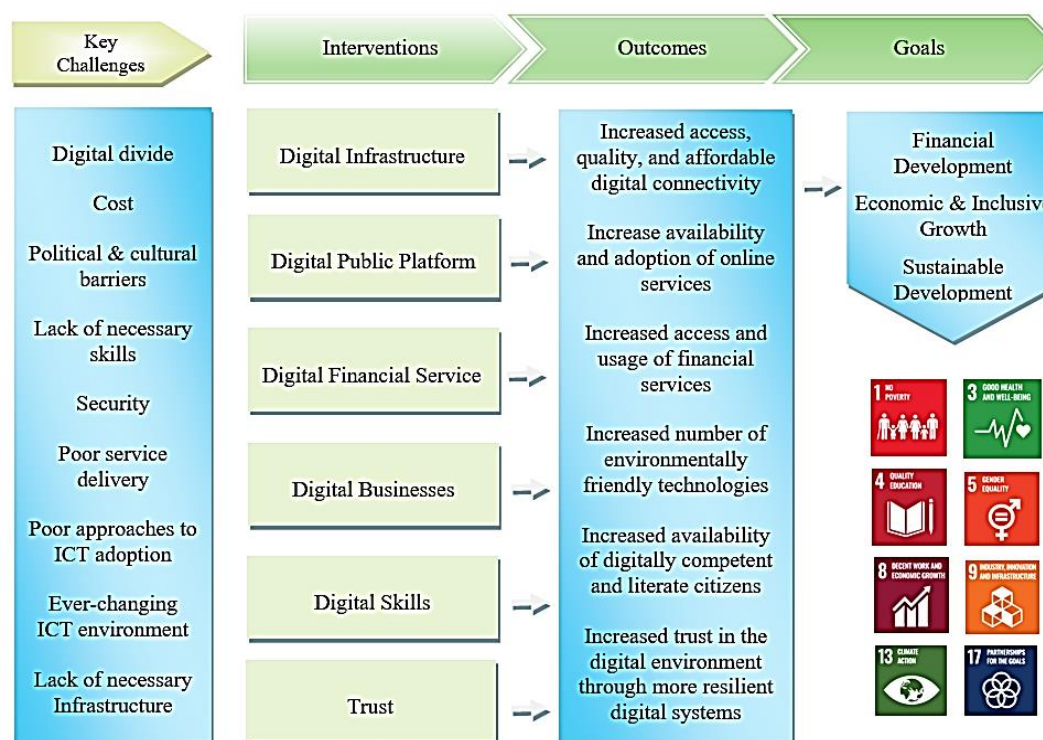 Key
Challenges
Interventions
Outcomes
Goals
Digital divide
Cost
Political & cultural
barriers
Lack of necessary
skills
Security
Poor service
delivery
Poor approaches to
ICT adoption
Ever-changing
ICT environment
Lack of necessary
Infrastructure
Digital Infrastructure
Digital Public Platform
Digital Financial Service
Digital Businesses
Digital Skills
Trust
Increased access,
quality, and affordable
digital connectivity
Increase availability
and adoption of online
services
Increased access and
usage of financial
services
Increased number of
environmentally
friendly technologies
Increased availability
of digitally competent
and literate citizens
Increased trust in the
digital environment
through more resilient
digital systems
Financial
Development
Economic & Inclusive
Growth
Sustainable
Development
1 NO
POVERTY
3 GOOD HEALTH
AND WELL-BEING
4 QUALITY
EDUCATION
5 GENDER
EQUALITY
8 DECENT WORK AND
ECONOMIC GROWTH
9 INDUSTRY, INNOVATION
AND INFRASTRUCTURE
13 CLIMATE
ACTION
17 PARTNERSHIPS
FOR THE GOALS